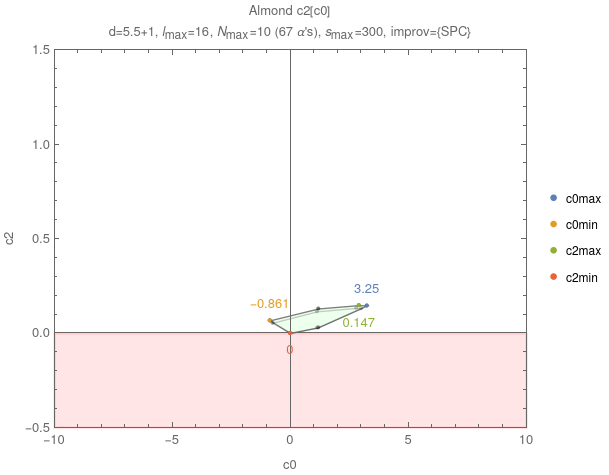 Almond c2[c0]
d=5.5+1, lmax=16, Nmax=10 (67 α's), smax=300, improv={SPC}
1.5
1.0
0.5
0.0
−0.5
−10
−5
0
5
10
c2
c0
−0.861
3.25
0.147
0
c0max
c0min
c2max
c2min